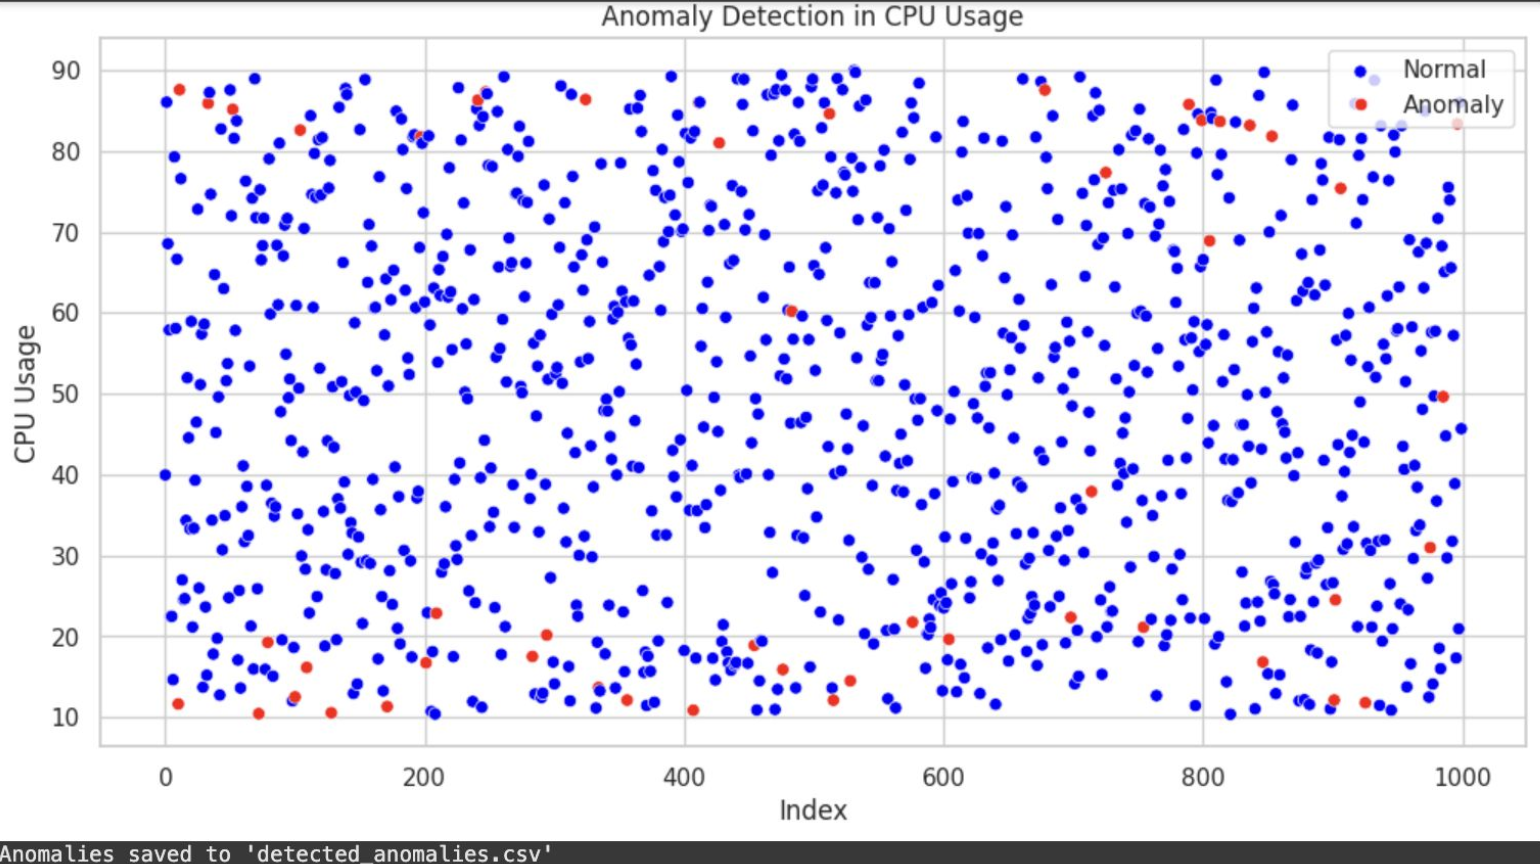 Anomaly Detection in CPU Usage
Normal
Anomaly
90
80
70
60
50
40
30
20
10
CPU Usage
0
200
400
600
800
1000
Index
Anomalies saved to 'detected_anomalies.csv'